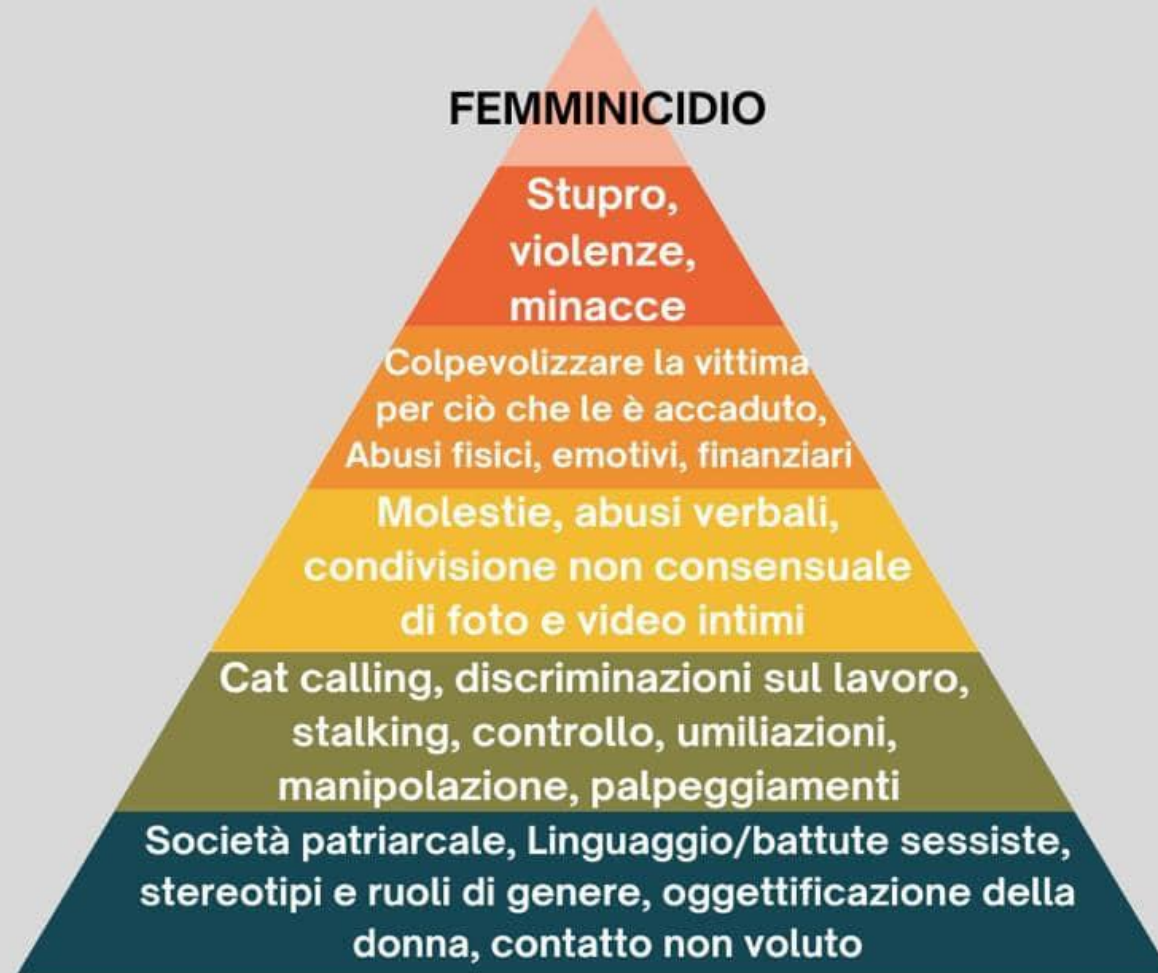 FEMMINICIDIO
Stupro,
violenze,
minacce
Colpevolizzare la vittima
per ciò che le è accaduto,
Abusi fisici, emotivi, finanziari
Molestie, abusi verbali,
condivisione non consensuale
di foto e video intimi
Cat calling, discriminazioni sul lavoro,
stalking, controllo, umiliazioni,
manipolazione, palpeggiamenti
Società patriarcale, Linguaggio/battute sessiste,
stereotipi e ruoli di genere, oggettificazione della
donna, contatto non voluto